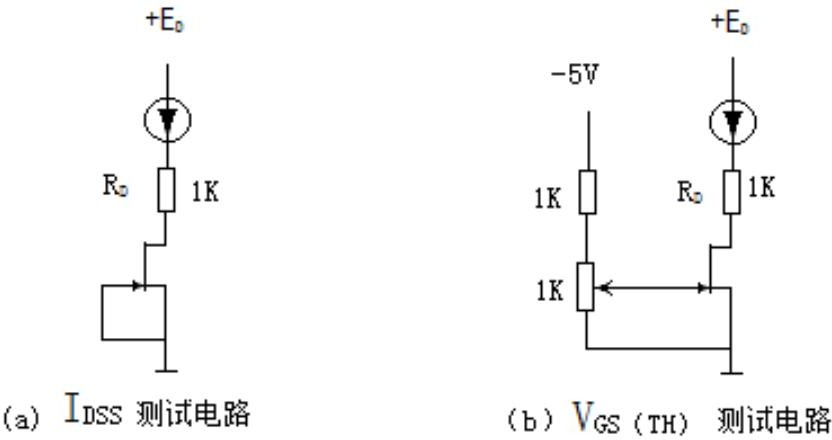 +E₀
R₀ 1K
(a) IDSS 测试电路
+E₀
-5V
1K
R₀ 1K
1K
(b) VGS (TH) 测试电路